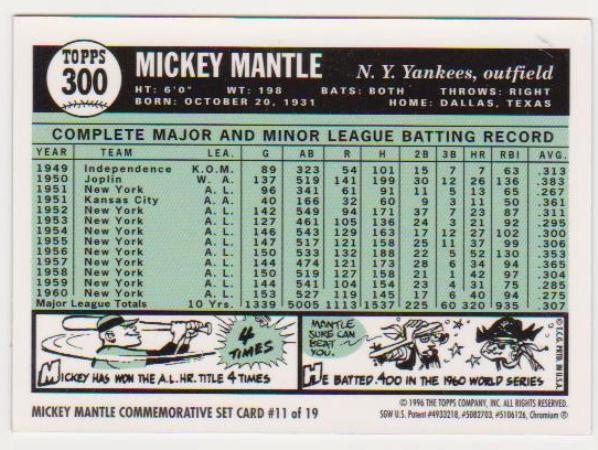 TOPPS
300
MICKEY MANTLE
N. Y. Yankees, outfield
HT: 6'0" WT: 198 BATS: BOTH THROWS: RIGHT
BORN: OCTOBER 20, 1931 HOME: DALLAS, TEXAS
COMPLETE MAJOR AND MINOR LEAGUE BATTING RECORD
YEAR TEAM LEA. G AB R H 2B 3B HR RBI AVG.
1949 Independence K.O.M. 89 323 54 101 15 7 7 63 .313
1950 Joplin W. A. 137 519 141 199 30 12 26 136 .383
1951 New York A. L. 96 341 61 91 11 5 13 65 .267
1951 Kansas City A. A. 40 166 32 60 9 3 11 50 .361
1952 New York A. L. 142 549 94 171 37 7 23 87 .311
1953 New York A. L. 127 461 105 136 24 3 21 92 .295
1954 New York A. L. 146 543 129 163 17 12 27 102 .300
1955 New York A. L. 147 517 121 158 25 11 37 99 .306
1956 New York A. L. 150 533 132 188 22 5 52 130 .353
1957 New York A. L. 144 474 121 173 28 6 34 94 .365
1958 New York A. L. 150 519 127 158 21 1 42 97 .304
1959 New York A. L. 144 541 104 154 23 4 31 75 .285
1960 New York A. L. 153 527 119 145 17 6 40 94 .275
Major League Totals 10 Yrs. 1339 5005 1113 1537 225 60 320 935 .307
4 TIMES
MICKEY HAS WON THE A.L. HR. TITLE 4 TIMES
MANTLE
SURE CAN
BEAT
YOU.
HE BATTED .400 IN THE 1960 WORLD SERIES
© T.C.G. PRTD. IN U.S.A.
© 1996 THE TOPPS COMPANY, INC. ALL RIGHTS RESERVED.
MICKEY MANTLE COMMEMORATIVE SET CARD #11 of 19
SGW U.S. Patent #4933218, #5082703, #5106126, Chromium ®